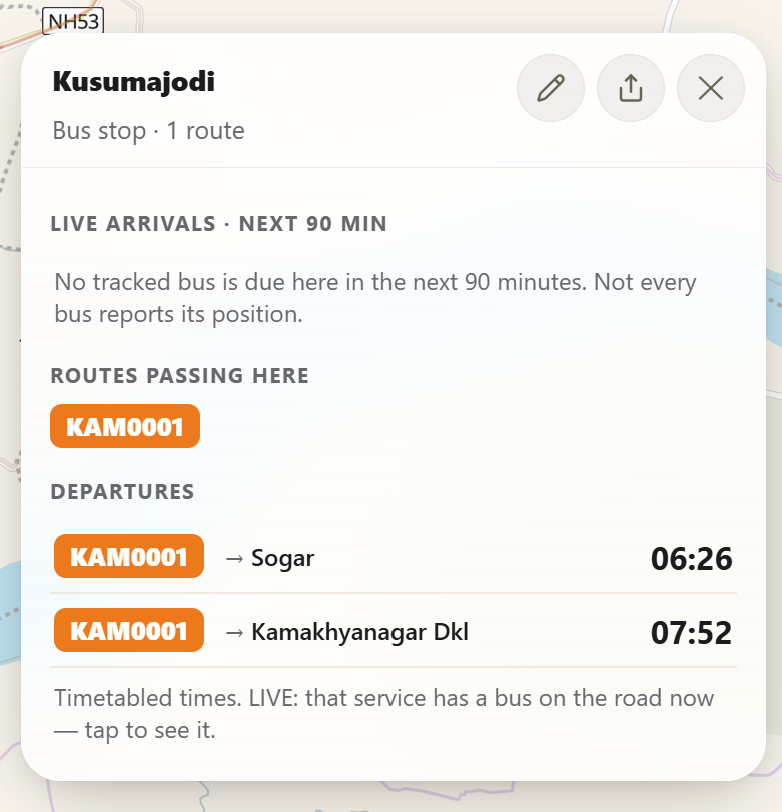 NH53
Kusumajodi
Bus stop · 1 route
LIVE ARRIVALS · NEXT 90 MIN
No tracked bus is due here in the next 90 minutes. Not every
bus reports its position.
ROUTES PASSING HERE
KAM0001
DEPARTURES
KAM0001 → Sogar 06:26
KAM0001 → Kamakhyanagar Dkl 07:52
Timetabled times. LIVE: that service has a bus on the road now
— tap to see it.